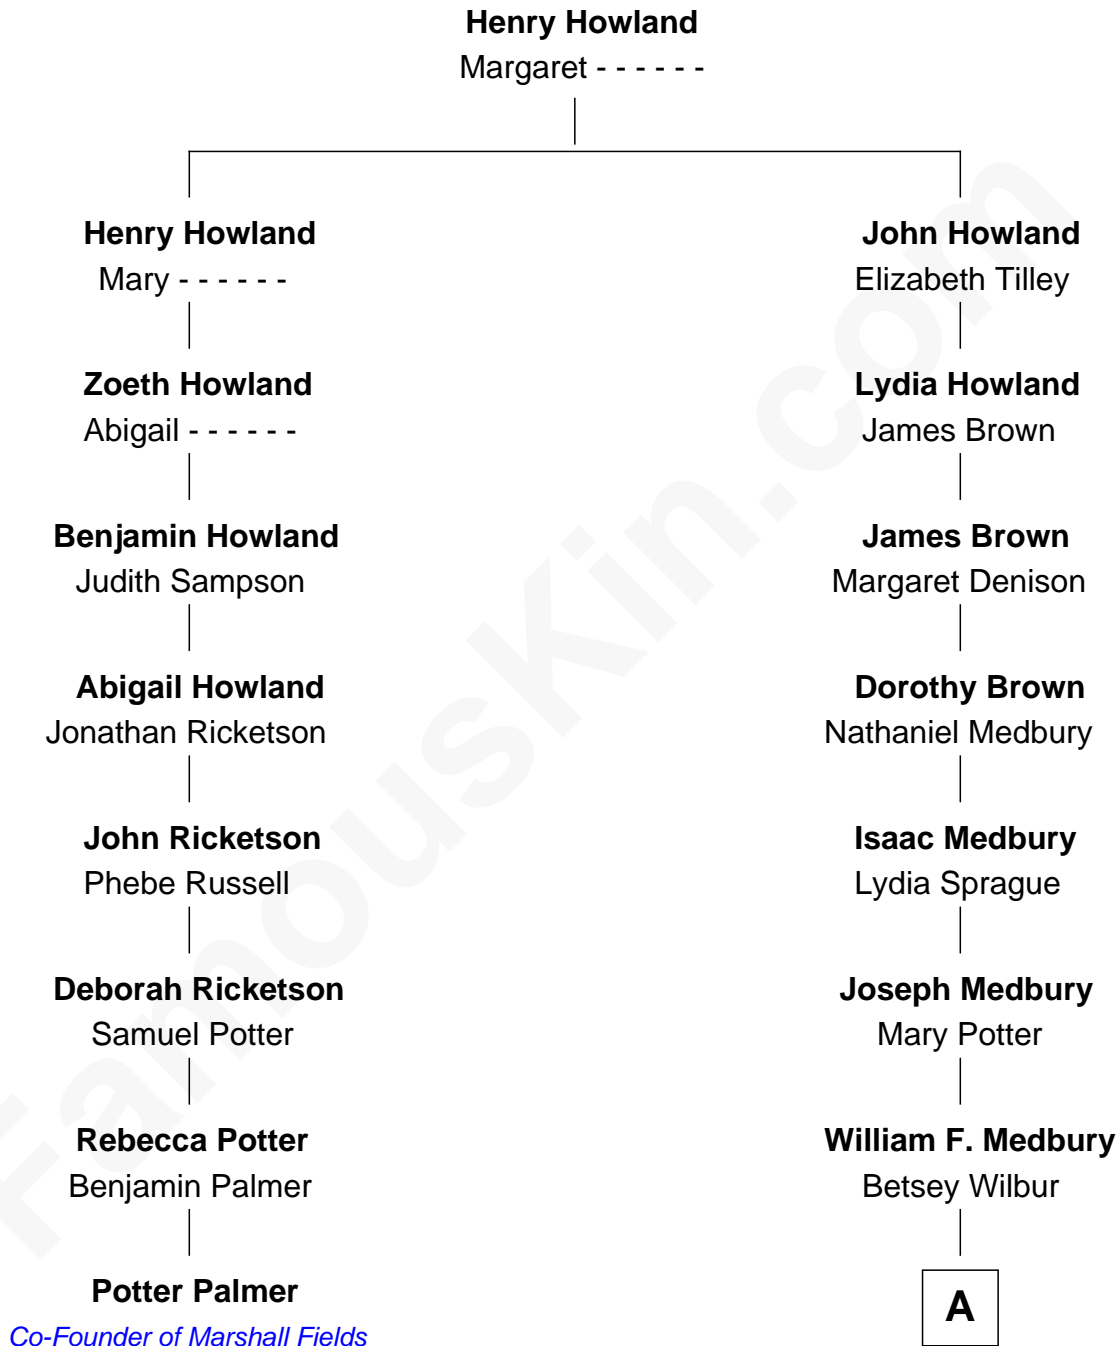 Henry Howland
Margaret - - - - - -
Henry Howland
Mary - - - - - -
John Howland
Elizabeth Tilley
Zoeth Howland
Abigail - - - - - -
Lydia Howland
James Brown
Benjamin Howland
Judith Sampson
James Brown
Margaret Denison
Abigail Howland
Jonathan Ricketson
Dorothy Brown
Nathaniel Medbury
John Ricketson
Phebe Russell
Isaac Medbury
Lydia Sprague
Deborah Ricketson
Samuel Potter
Joseph Medbury
Mary Potter
Rebecca Potter
Benjamin Palmer
William F. Medbury
Betsey Wilbur
Potter Palmer
Co-Founder of Marshall Fields
A
FamousKin.com